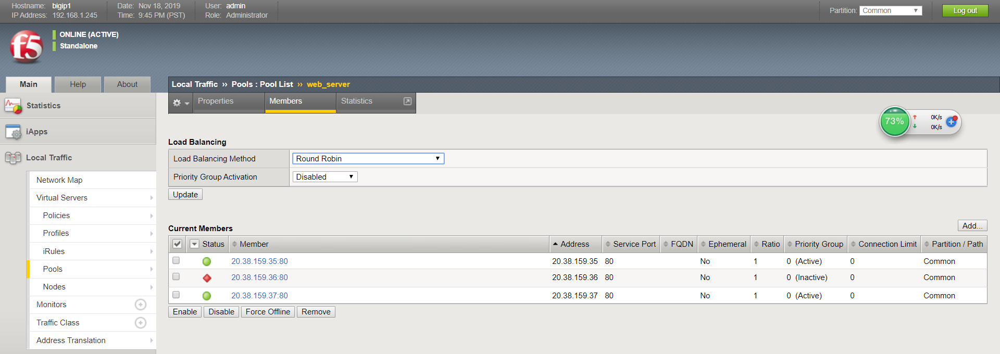 Hostname: bigip1 Date: Nov 18, 2019 User: admin
IP Address: 192.168.1.245 Time: 9:45 PM (PST) Role: Administrator
Partition: Common Log out
f5
ONLINE (ACTIVE)
Standalone
Main Help About
Local Traffic ›› Pools : Pool List ›› web_server
Properties Members Statistics
Statistics
iApps
Local Traffic
Network Map
Virtual Servers
Policies
Profiles
iRules
Pools
Nodes
Monitors
Traffic Class
Address Translation
73% 0K/s
0K/s
Load Balancing
Load Balancing Method Round Robin
Priority Group Activation Disabled
Update
Current Members Add...
Status Member Address Service Port FQDN Ephemeral Ratio Priority Group Connection Limit Partition / Path
20.38.159.35:80 20.38.159.35 80 No 1 0 (Active) 0 Common
20.38.159.36:80 20.38.159.36 80 No 1 0 (Inactive) 0 Common
20.38.159.37:80 20.38.159.37 80 No 1 0 (Active) 0 Common
Enable Disable Force Offline Remove